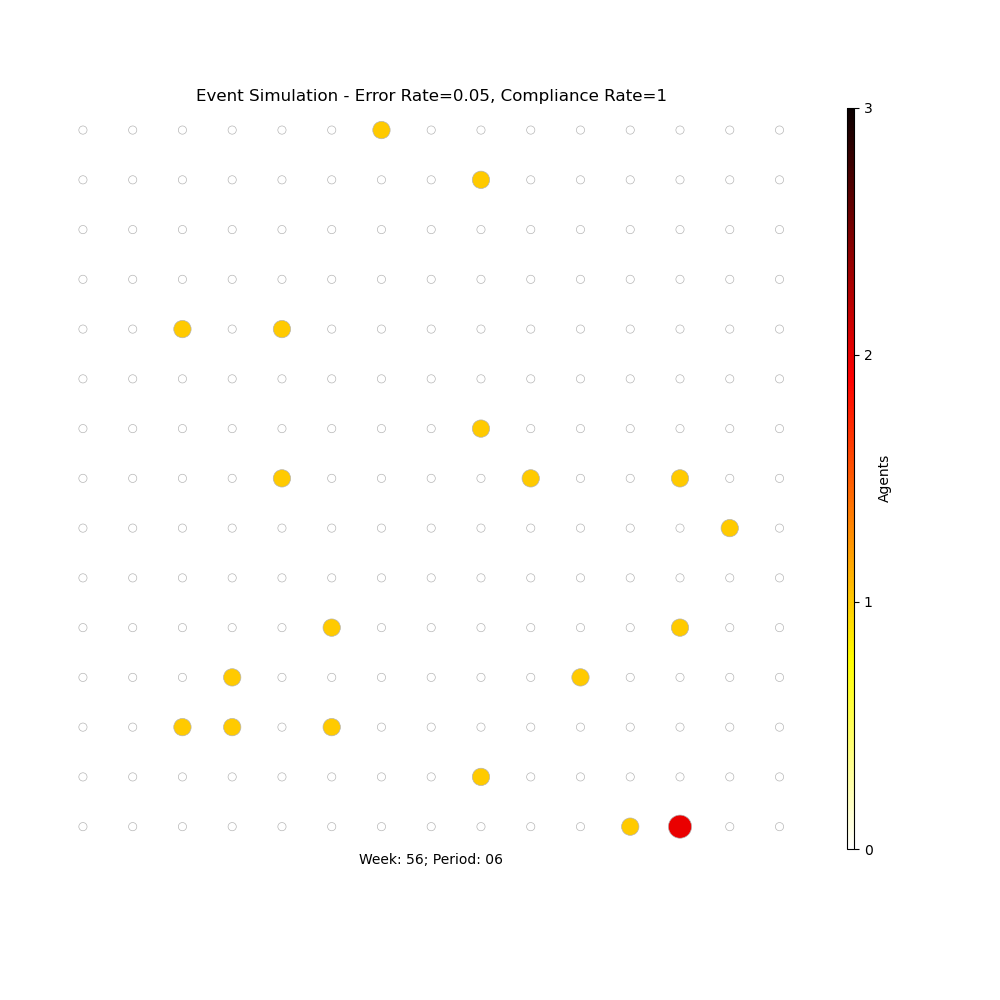 Event Simulation - Error Rate=0.05, Compliance Rate=1
3
2
Agents
1
0
Week: 56; Period: 06